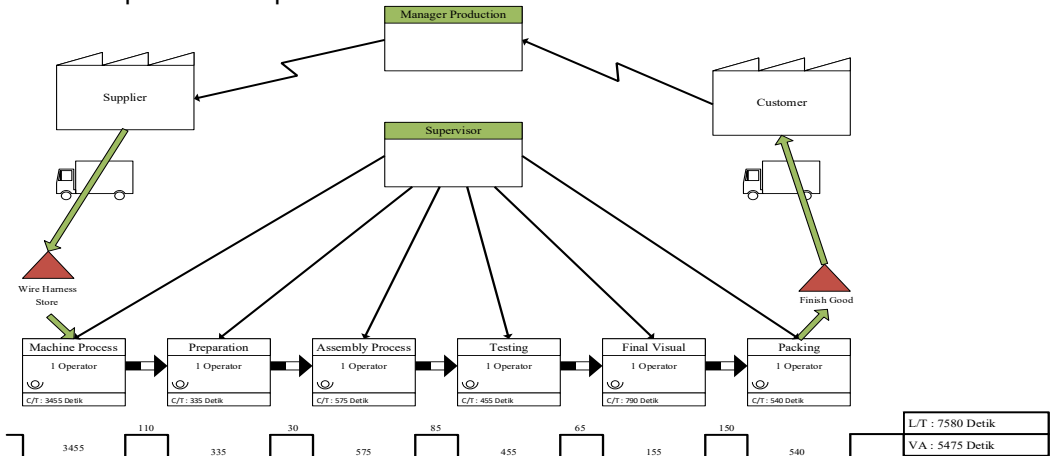 Manager Production
Supplier
Customer
Supervisor
Wire Harness
Store
Finish Good
Machine Process
1 Operator
C/T : 3455 Detik
Preparation
1 Operator
C/T : 335 Detik
Assembly Process
1 Operator
C/T : 575 Detik
Testing
1 Operator
C/T : 455 Detik
Final Visual
1 Operator
C/T : 790 Detik
Packing
1 Operator
C/T : 540 Detik
110
30
85
65
150
3455
335
575
455
155
540
L/T : 7580 Detik
VA : 5475 Detik